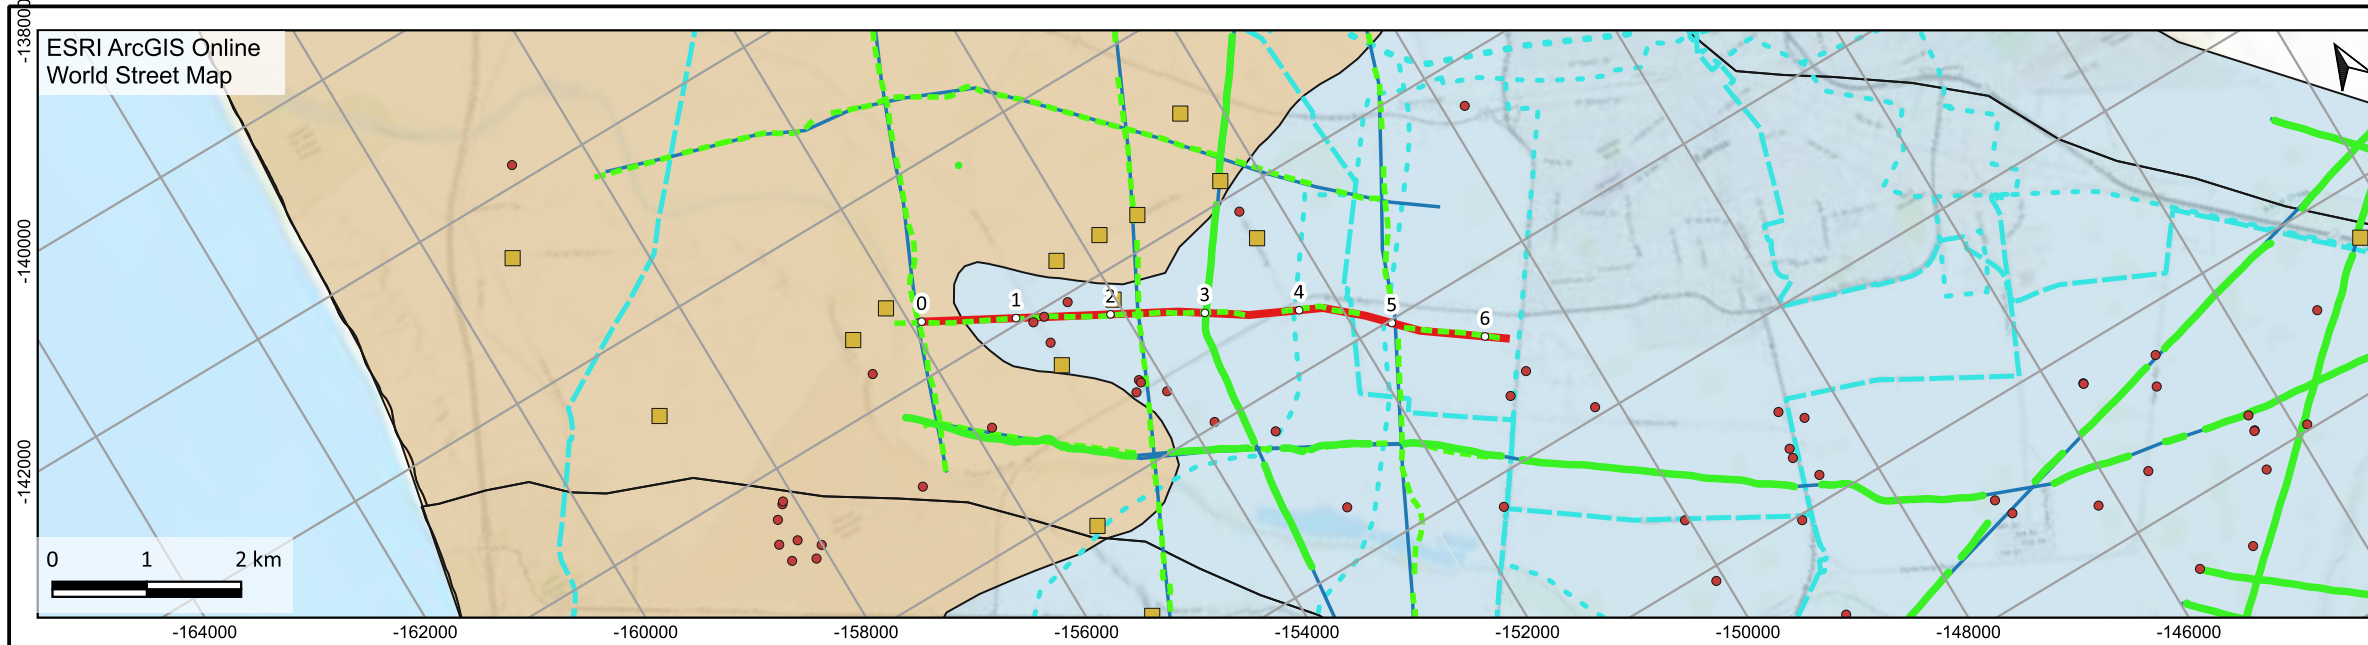 ESRI ArcGIS Online
World Street Map
-138000
-140000
-142000
0 1 2 3 4 5 6
0 1 2 km
-164000 -162000 -160000 -158000 -156000 -154000 -152000 -150000 -148000 -146000